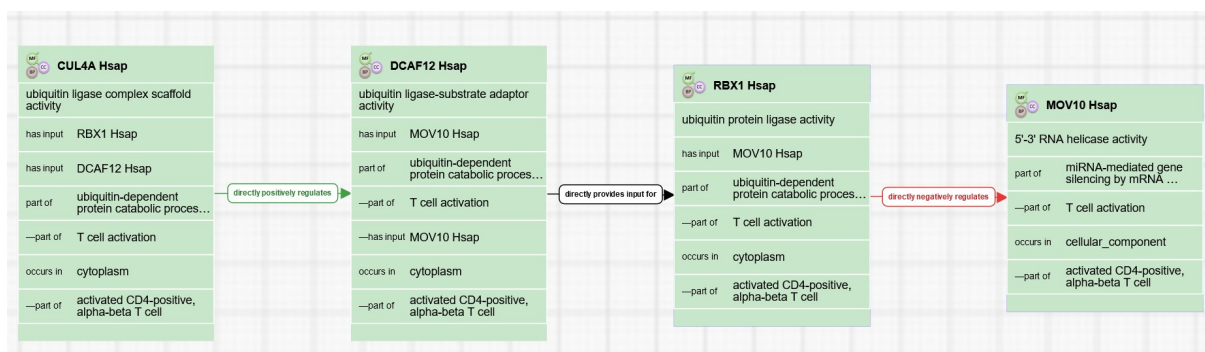 MF
CC
BP
CUL4A Hsap
ubiquitin ligase complex scaffold
activity
has input RBX1 Hsap
has input DCAF12 Hsap
part of ubiquitin-dependent
protein catabolic proces...
—part of T cell activation
occurs in cytoplasm
—part of activated CD4-positive,
alpha-beta T cell
directly positively regulates
MF
CC
BP
DCAF12 Hsap
ubiquitin ligase-substrate adaptor
activity
has input MOV10 Hsap
part of ubiquitin-dependent
protein catabolic proces...
—part of T cell activation
—has input MOV10 Hsap
occurs in cytoplasm
—part of activated CD4-positive,
alpha-beta T cell
directly provides input for
MF
CC
BP
RBX1 Hsap
ubiquitin protein ligase activity
has input MOV10 Hsap
part of ubiquitin-dependent
protein catabolic proces...
—part of T cell activation
occurs in cytoplasm
—part of activated CD4-positive,
alpha-beta T cell
directly negatively regulates
MF
CC
BP
MOV10 Hsap
5'-3' RNA helicase activity
part of miRNA-mediated gene
silencing by mRNA ...
—part of T cell activation
occurs in cellular_component
—part of activated CD4-positive,
alpha-beta T cell